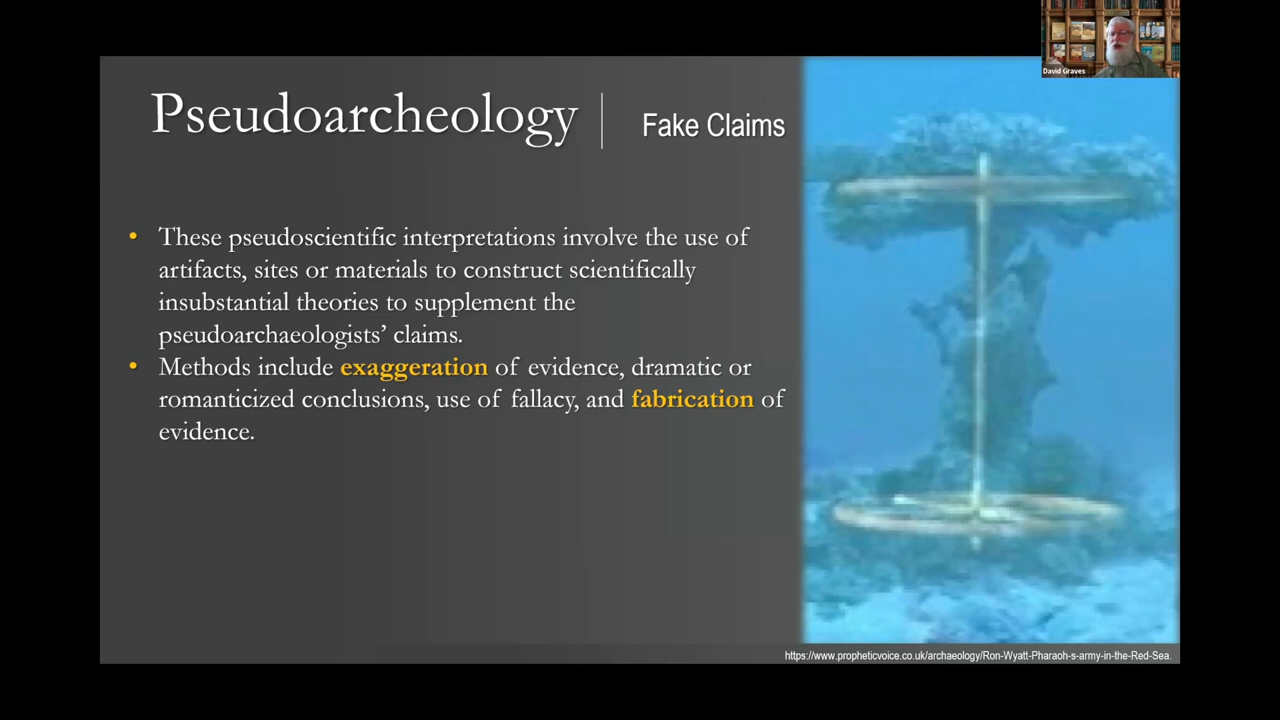 David Graves
Pseudoarcheology
Fake Claims
• These pseudoscientific interpretations involve the use of
artifacts, sites or materials to construct scientifically
insubstantial theories to supplement the
pseudoarchaeologists’ claims.
• Methods include exaggeration of evidence, dramatic or
romanticized conclusions, use of fallacy, and fabrication of
evidence.
https://www.propheticvoice.co.uk/archaeology/Ron-Wyatt-Pharaoh-s-army-in-the-Red-Sea.